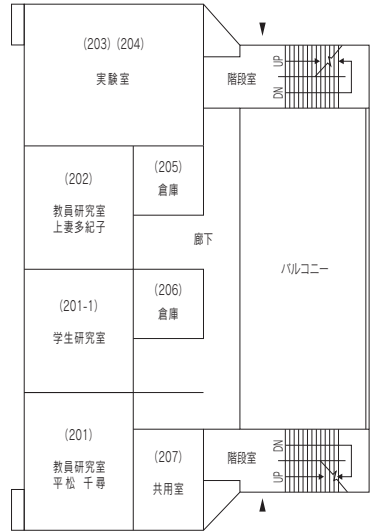 (203) (204)
実験室
階段室
UP
DN
(202)
教員研究室
上妻多紀子
(205)
倉庫
廊下
バルコニー
(201-1)
学生研究室
(206)
倉庫
(201)
教員研究室
平松 千尋
(207)
共用室
階段室
DN
UP